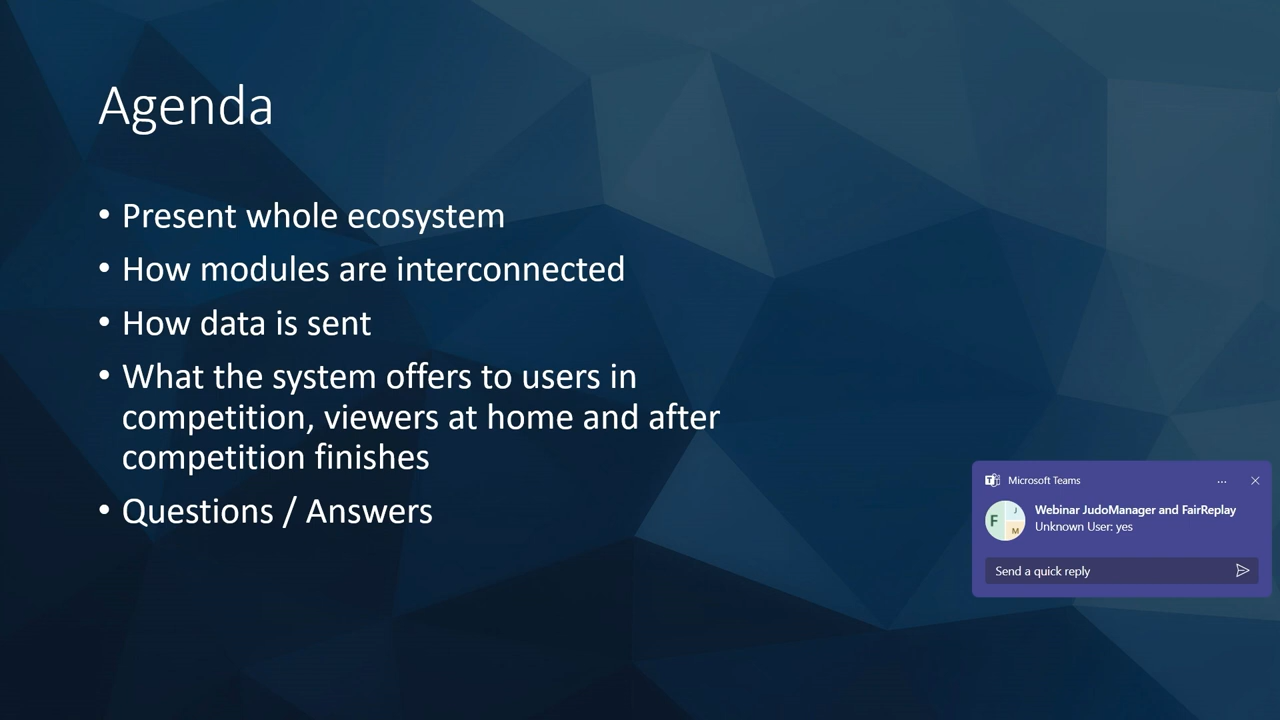 Agenda
• Present whole ecosystem
• How modules are interconnected
• How data is sent
• What the system offers to users in
competition, viewers at home and after
competition finishes
• Questions / Answers
Microsoft Teams
F
J
M
Webinar JudoManager and FairReplay
Unknown User: yes
Send a quick reply